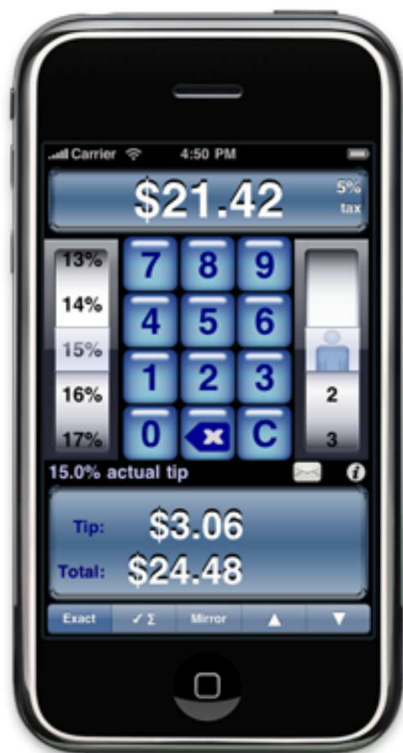 Carrier 4:50 PM
$21.42 5% tax
13% 7 8 9
14% 4 5 6
15%
16% 1 2 3 2
17% 0 x C 3
15.0% actual tip i
Tip: $3.06
Total: $24.48
Exact ✓ Σ Mirror ▲ ▼